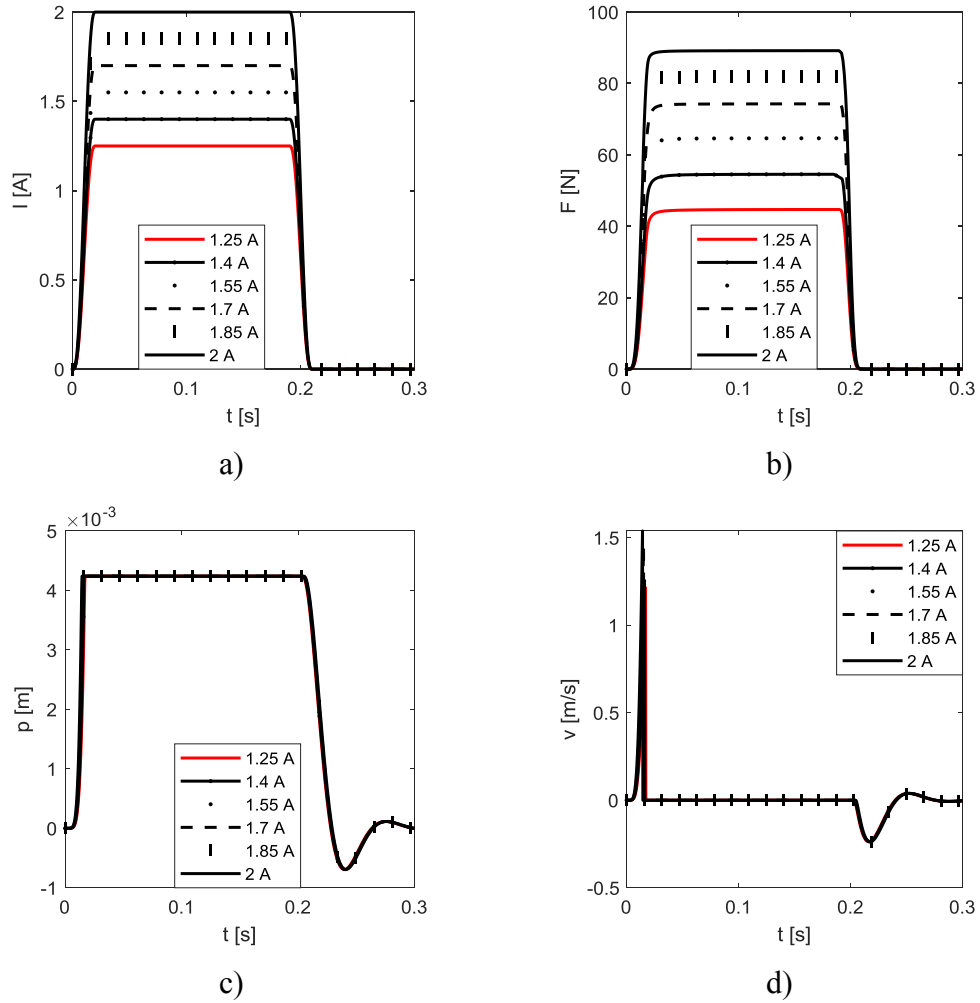 2
1.5
1
0.5
0
I [A]
0
0.1
0.2
0.3
t [s]
1.25 A
1.4 A
1.55 A
1.7 A
1.85 A
2 A
a)
100
80
60
40
20
0
F [N]
0
0.1
0.2
0.3
t [s]
1.25 A
1.4 A
1.55 A
1.7 A
1.85 A
2 A
b)
×10⁻³
5
4
3
2
1
0
-1
p [m]
0
0.1
0.2
0.3
t [s]
1.25 A
1.4 A
1.55 A
1.7 A
1.85 A
2 A
c)
1.5
1
0.5
0
-0.5
v [m/s]
0
0.1
0.2
0.3
t [s]
1.25 A
1.4 A
1.55 A
1.7 A
1.85 A
2 A
d)